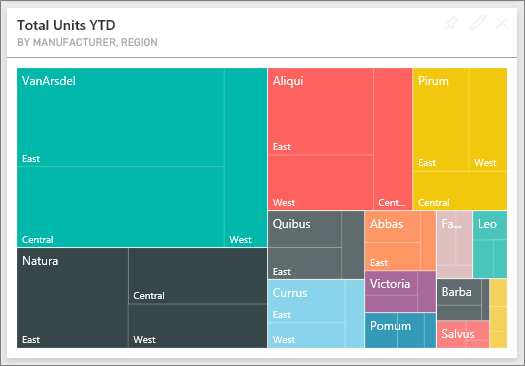 Total Units YTD
BY MANUFACTURER, REGION
VanArsdel
East
Central
West
Aliqui
East
West
Cent...
Pirum
East
West
Central
Natura
East
Central
West
Quibus
East
Currus
East
West
Abbas
East
Victoria
Pomum
Fa...
Leo
Barba
Salvus